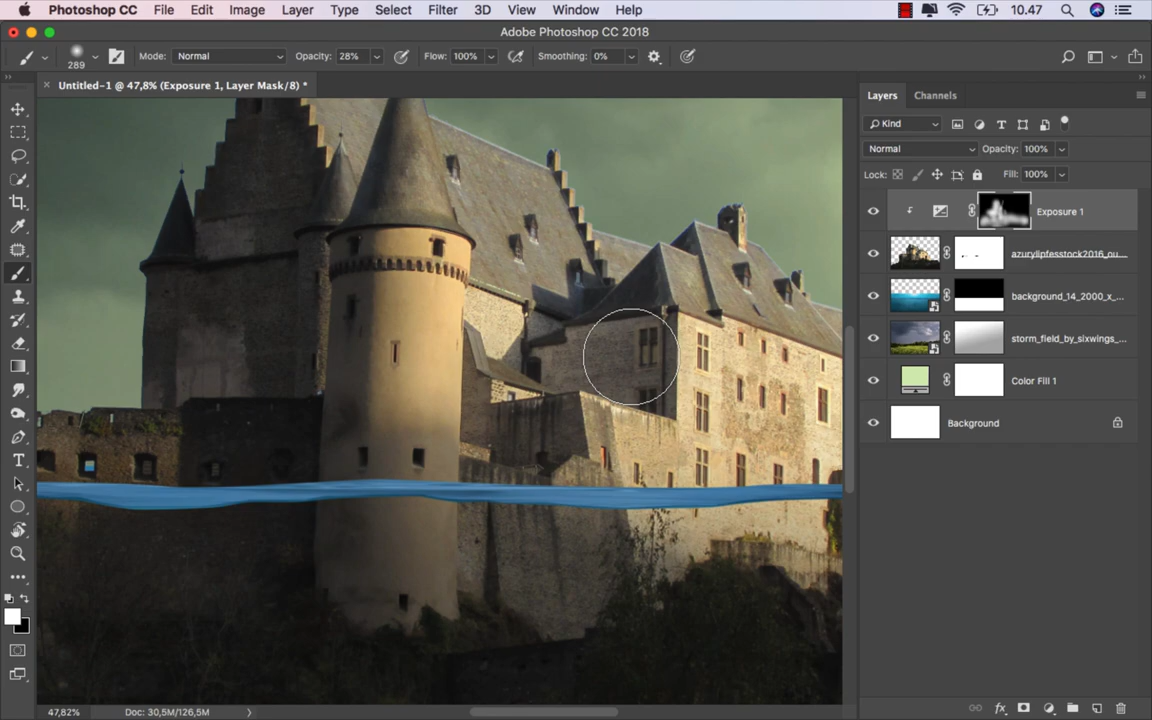 Photoshop CC File Edit Image Layer Type Select Filter 3D View Window Help 10.47
Adobe Photoshop CC 2018
289 Mode: Normal Opacity: 28% Flow: 100% Smoothing: 0%
Untitled-1 @ 47,8% (Exposure 1, Layer Mask/8) *
Layers Channels
Kind
Normal Opacity: 100%
Lock: Fill: 100%
Exposure 1
azurylipfesstock2016_ou...
background_14_2000_x_...
storm_field_by_sixwings_...
Color Fill 1
Background
47,82% Doc: 30,5M/126,5M